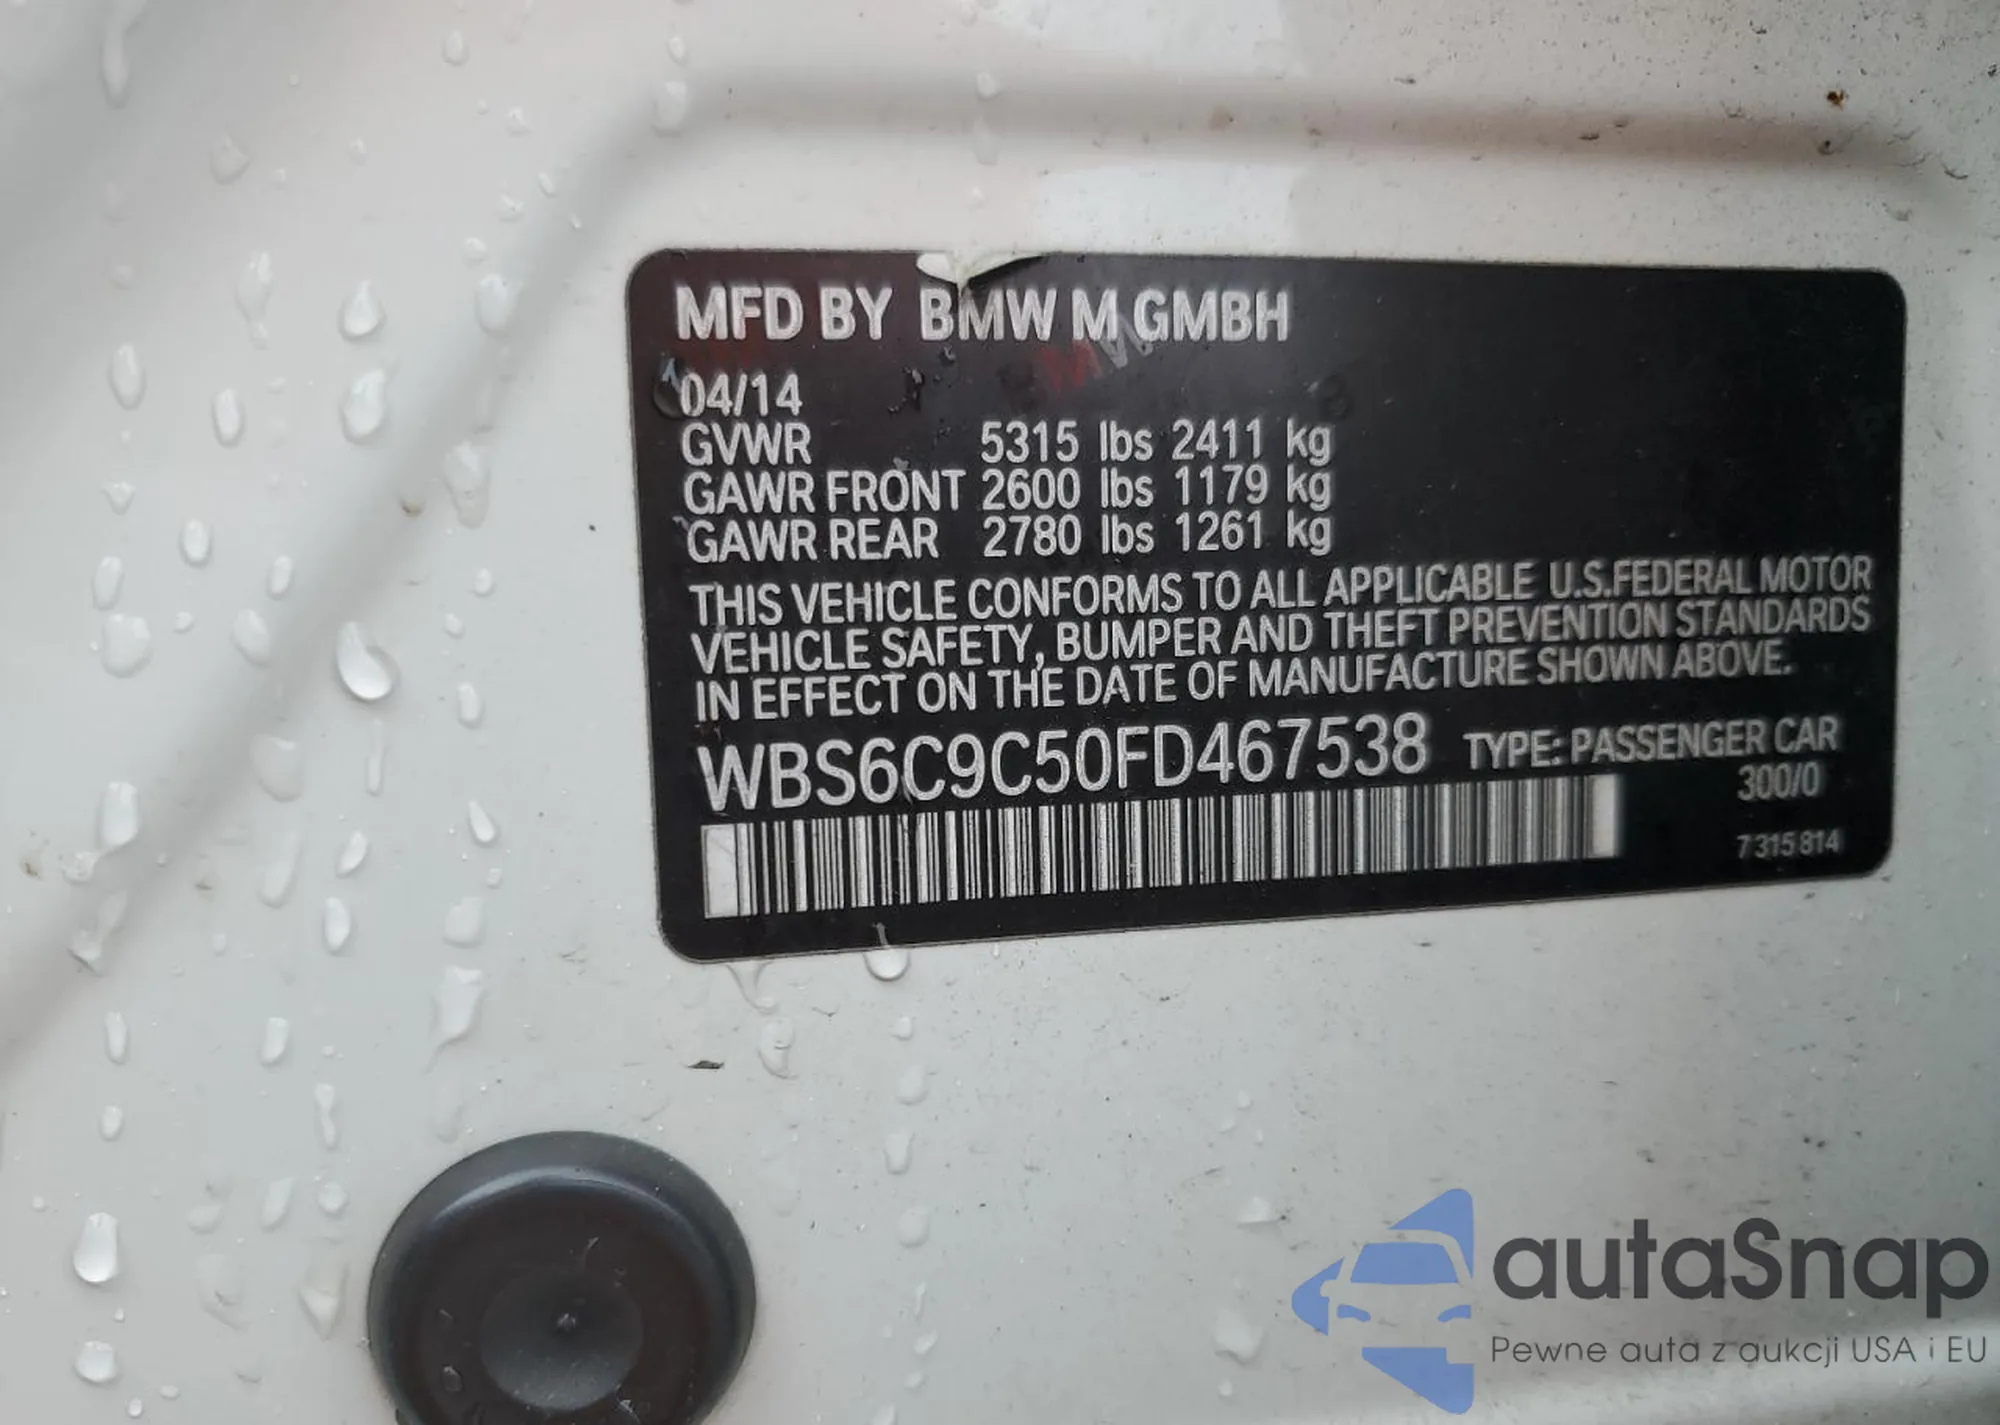 MFD BY BMW M GMBH
04/14
GVWR 5315 lbs 2411 kg
GAWR FRONT 2600 lbs 1179 kg
GAWR REAR 2780 lbs 1261 kg
THIS VEHICLE CONFORMS TO ALL APPLICABLE U.S.FEDERAL MOTOR
VEHICLE SAFETY, BUMPER AND THEFT PREVENTION STANDARDS
IN EFFECT ON THE DATE OF MANUFACTURE SHOWN ABOVE.
WBS6C9C50FD467538 TYPE: PASSENGER CAR
300/0
7 315 814
autaSnap
Pewne auta z aukcji USA i EU